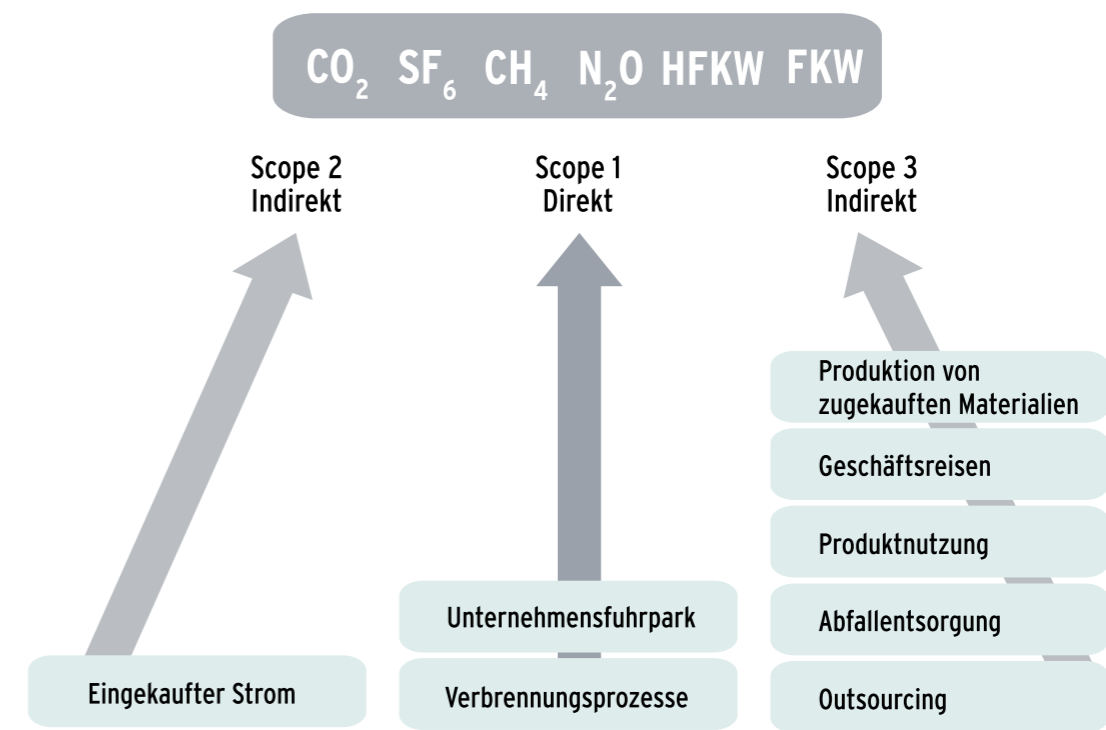 CO₂ SF₆ CH₄ N₂O HFKW FKW
Scope 2
Indirekt
Scope 1
Direkt
Scope 3
Indirekt
Produktion von
zugekauften Materialien
Geschäftsreisen
Produktnutzung
Unternehmensfuhrpark
Abfallentsorgung
Eingekaufter Strom
Verbrennungsprozesse
Outsourcing